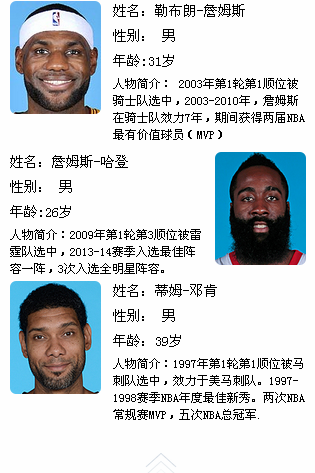 姓名：勒布朗-詹姆斯
性别： 男
年龄:31岁
人物简介： 2003年第1轮第1顺位被
骑士队选中，2003-2010年，詹姆斯
在骑士队效力7年，期间获得两届NBA
最有价值球员（MVP）
姓名：詹姆斯-哈登
性别： 男
年龄:26岁
人物简介：2009年第1轮第3顺位被雷
霆队选中，2013-14赛季入选最佳阵
容一阵，3次入选全明星阵容。
姓名：蒂姆-邓肯
性别： 男
年龄：39岁
人物简介：1997年第1轮第1顺位被马
刺队选中，效力于美马刺队。1997-
1998赛季NBA年度最佳新秀。两次NBA
常规赛MVP，五次NBA总冠军.